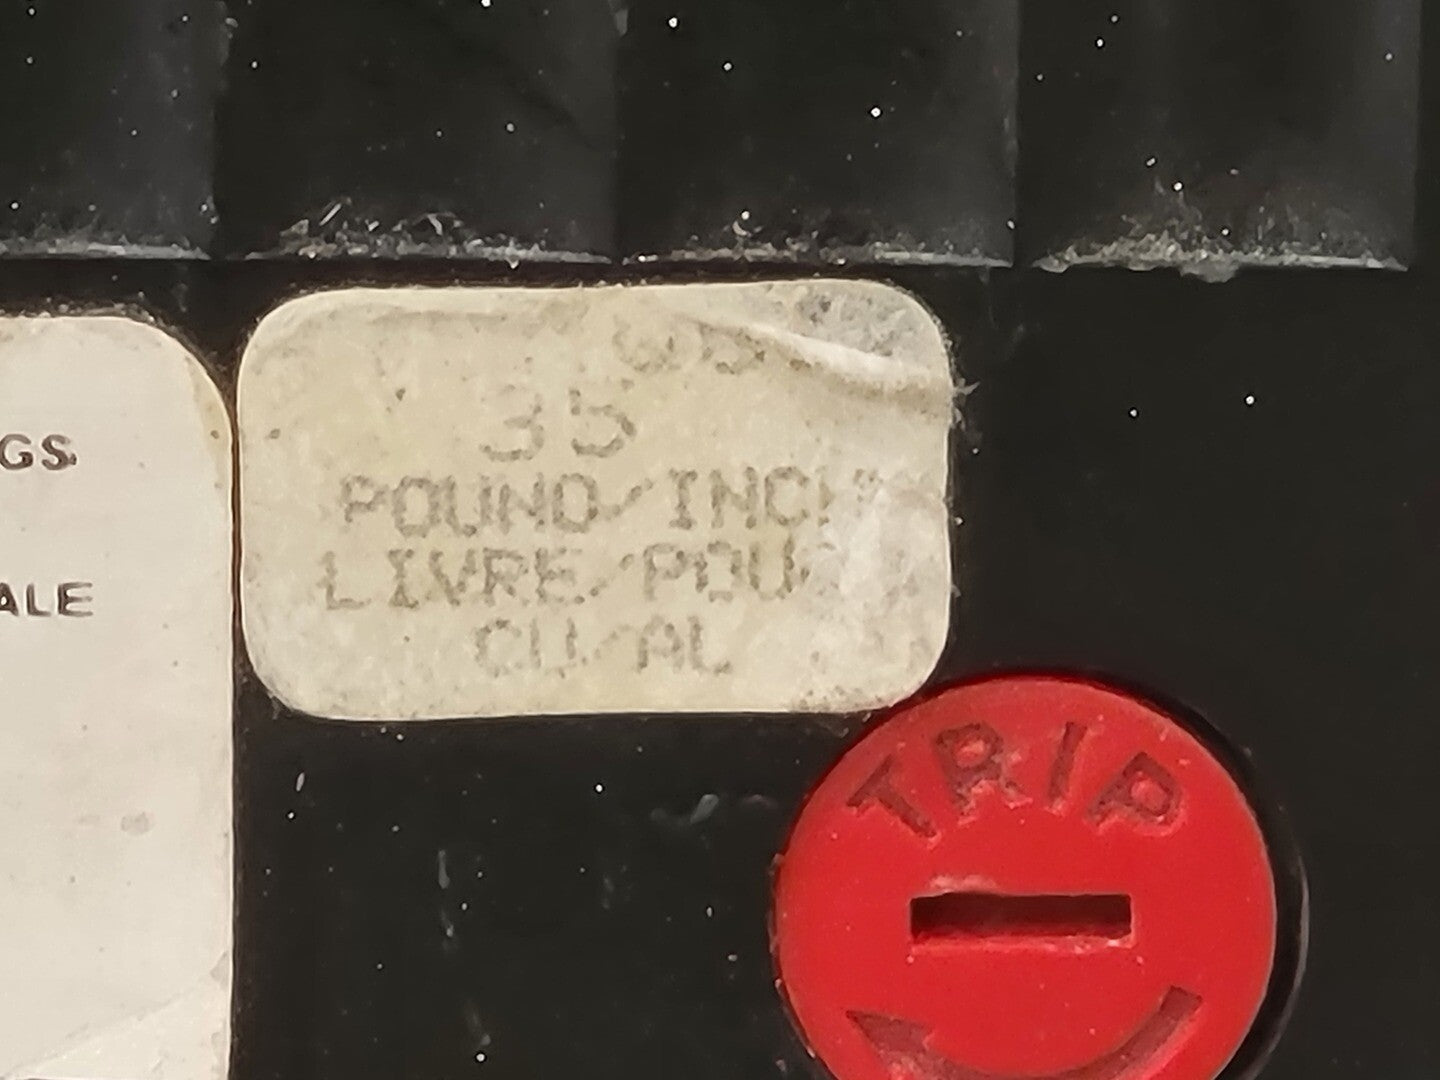 GS
ALE
35
POUND/INCH
LIVRE/POU
CU/AL
TRIP